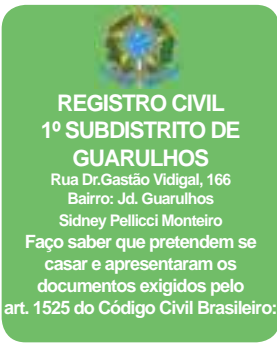 REGISTRO CIVIL
1º SUBDISTRITO DE
GUARULHOS
Rua Dr.Gastão Vidigal, 166
Bairro: Jd. Guarulhos
Sidney Pellicci Monteiro
Faço saber que pretendem se
casar e apresentaram os
documentos exigidos pelo
art. 1525 do Código Civil Brasileiro: